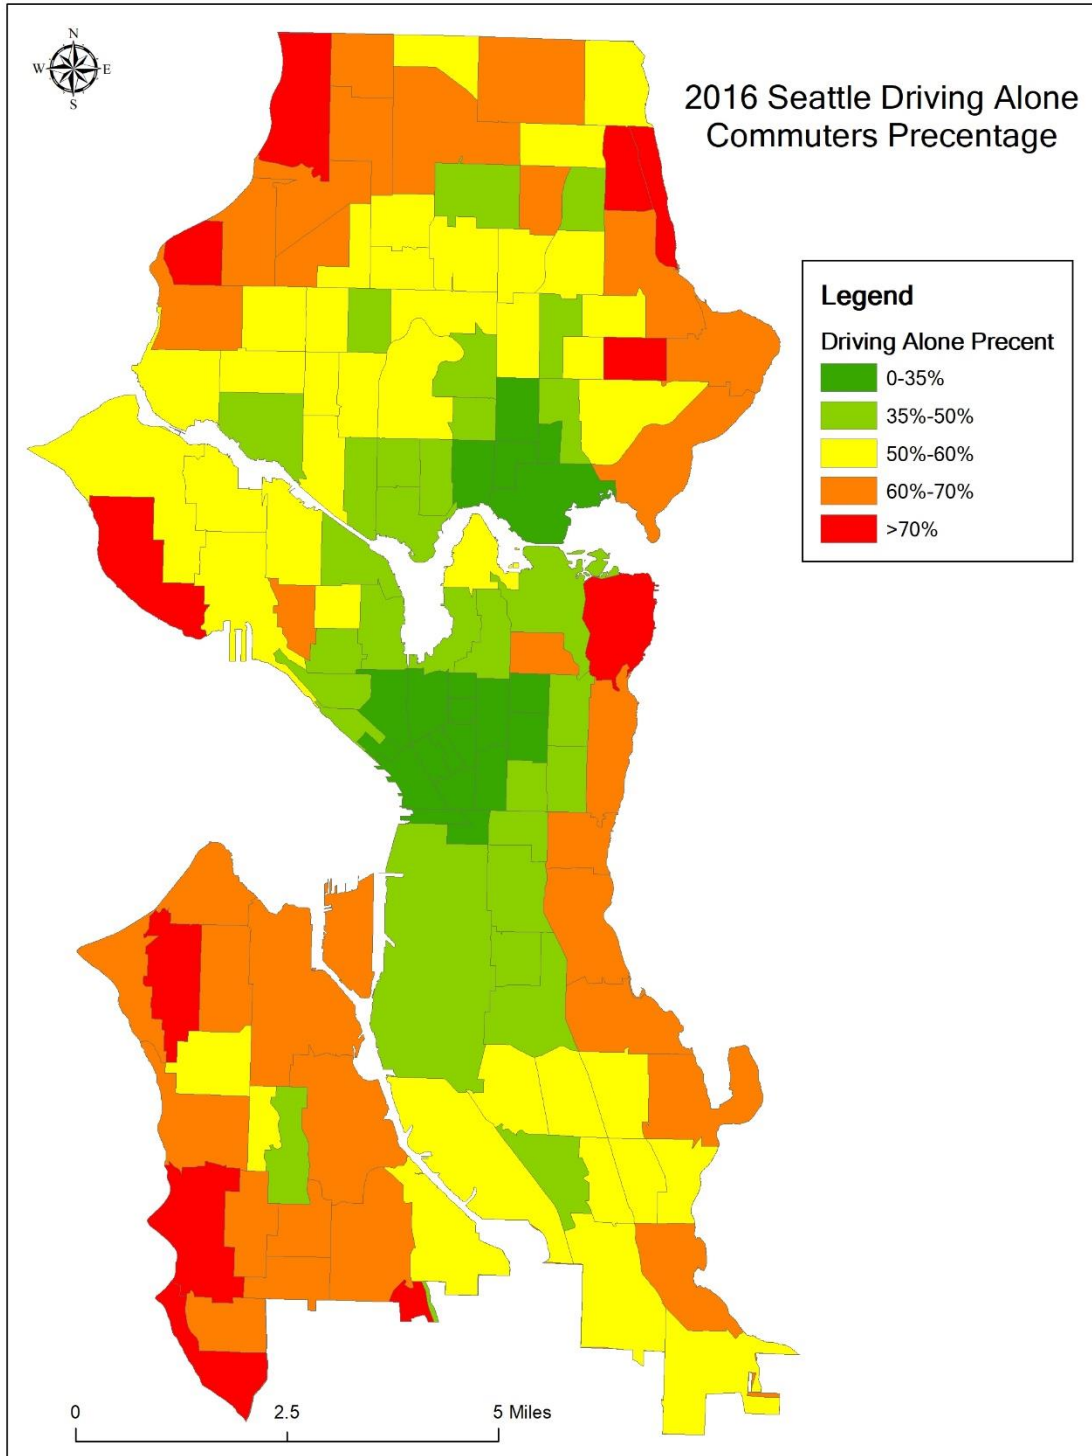 N
W E
S
2016 Seattle Driving Alone
Commuters Precentage
Legend
Driving Alone Precent
0-35%
35%-50%
50%-60%
60%-70%
>70%
0 2.5 5 Miles